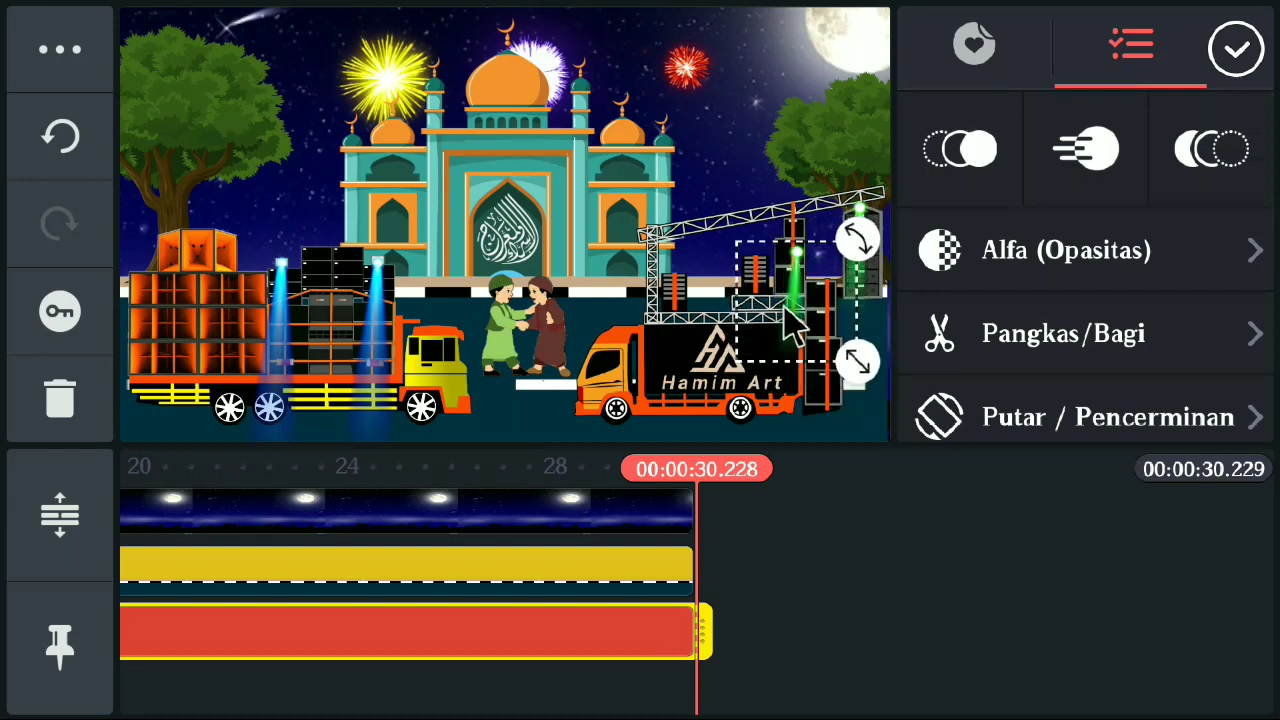 Alfa (Opasitas)
Pangkas/Bagi
Putar / Pencerminan
Hamim Art
20
24
28
00:00:30.228
00:00:30.229